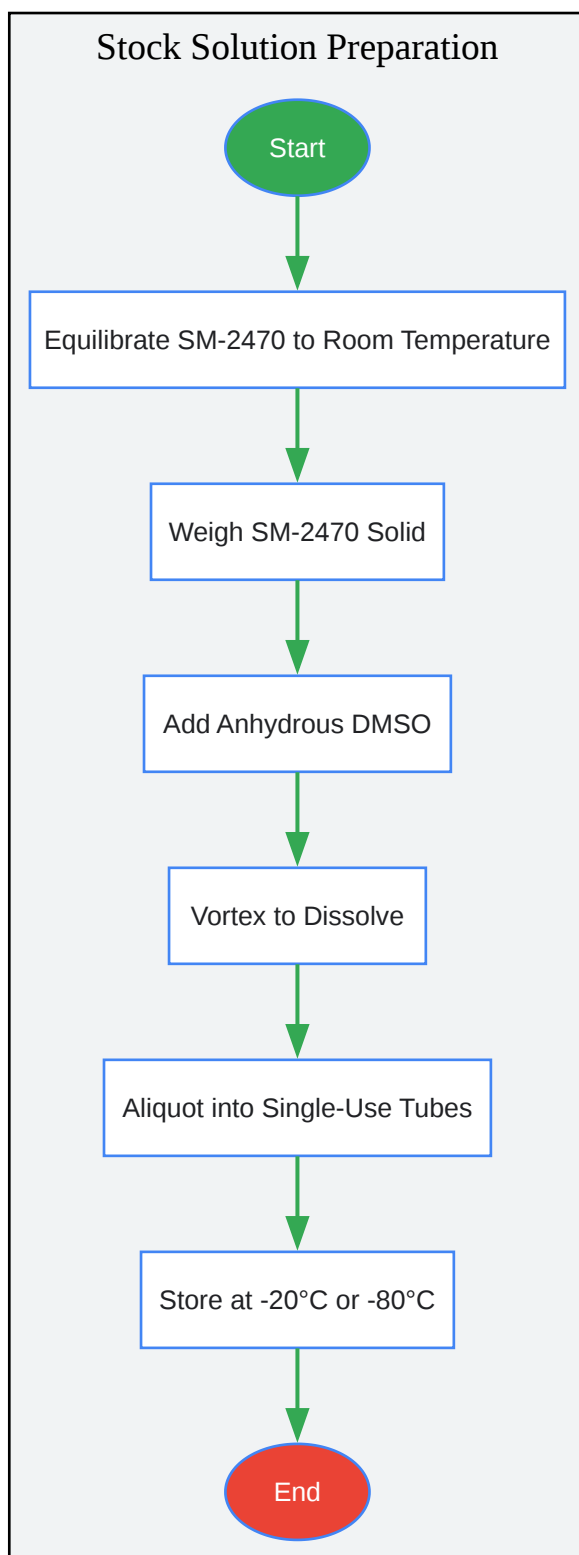 Stock Solution Preparation
Start
Equilibrate SM-2470 to Room Temperature
Weigh SM-2470 Solid
Add Anhydrous DMSO
Vortex to Dissolve
Aliquot into Single-Use Tubes
Store at -20°C or -80°C
End